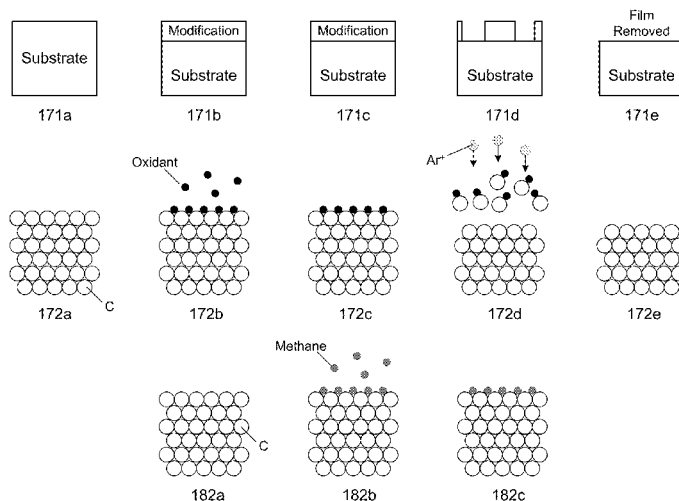 Substrate
171a
Modification
Substrate
171b
Modification
Substrate
171c
Substrate
171d
Film
Removed
Substrate
171e
Oxidant
Ar+
C
172a
172b
172c
172d
172e
Methane
C
182a
182b
182c